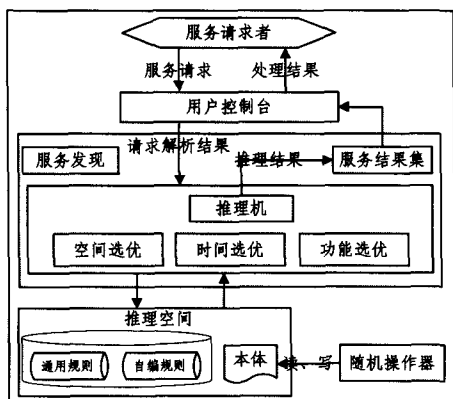 服务请求者
服务请求
处理结果
用户控制台
请求解析结果
服务发现
推理结果
服务结果集
推理机
空间选优
时间选优
功能选优
推理空间
通用规则
自编规则
本体
读、写
随机操作器